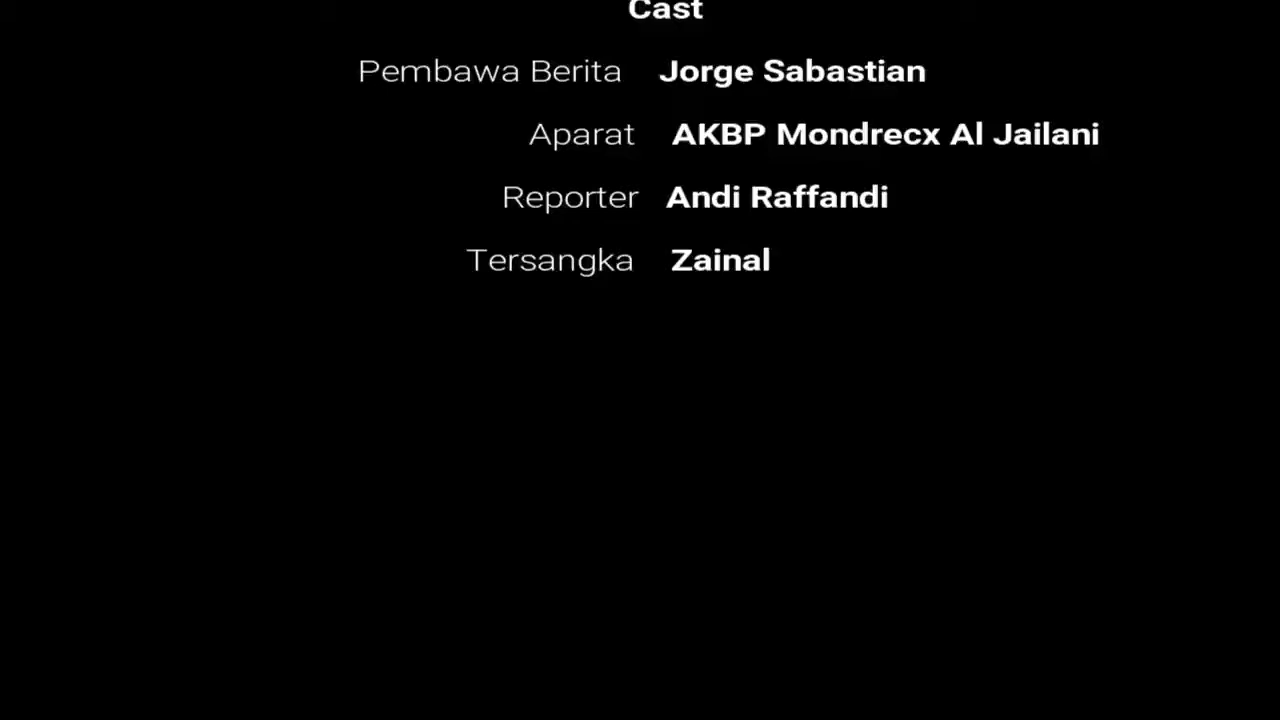 Cast
Pembawa Berita Jorge Sabastian
Aparat AKBP Mondrecx Al Jailani
Reporter Andi Raffandi
Tersangka Zainal